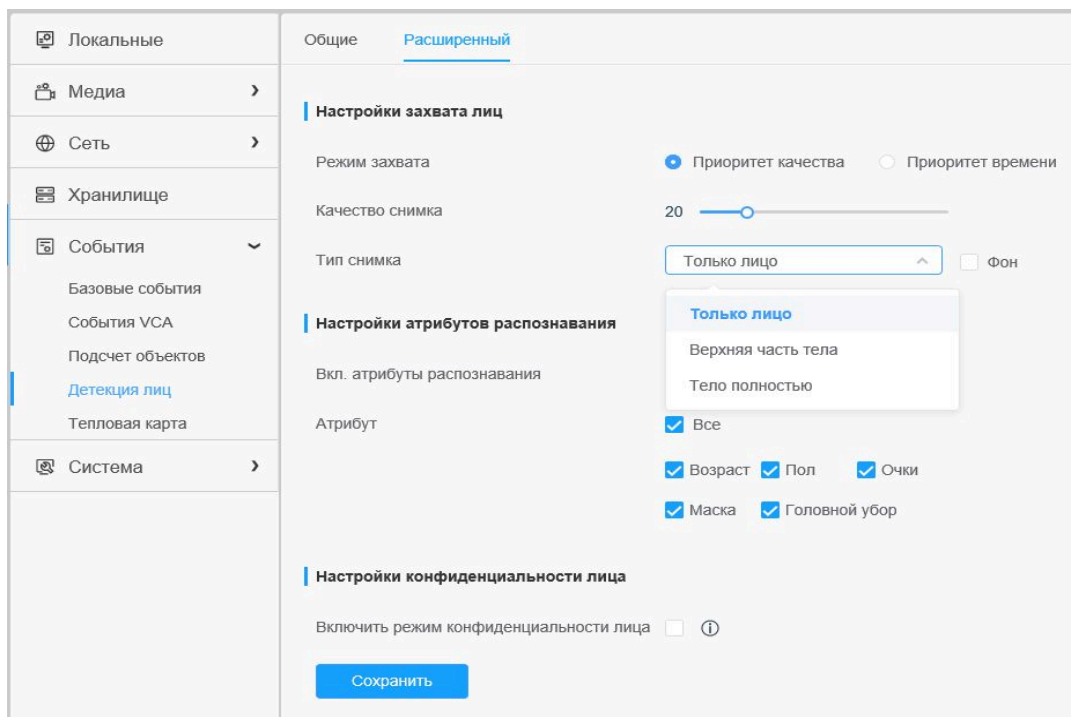 Локальные
Медиа
Сеть
Хранилище
События
Базовые события
События VCA
Подсчет объектов
Детекция лиц
Тепловая карта
Система
Общие Расширенный
Настройки захвата лиц
Режим захвата Приоритет качества Приоритет времени
Качество снимка 20
Тип снимка Только лицо Фон
Только лицо
Верхняя часть тела
Тело полностью
Настройки атрибутов распознавания
Вкл. атрибуты распознавания
Атрибут Все
Возраст Пол Очки
Маска Головной убор
Настройки конфиденциальности лица
Включить режим конфиденциальности лица
Сохранить